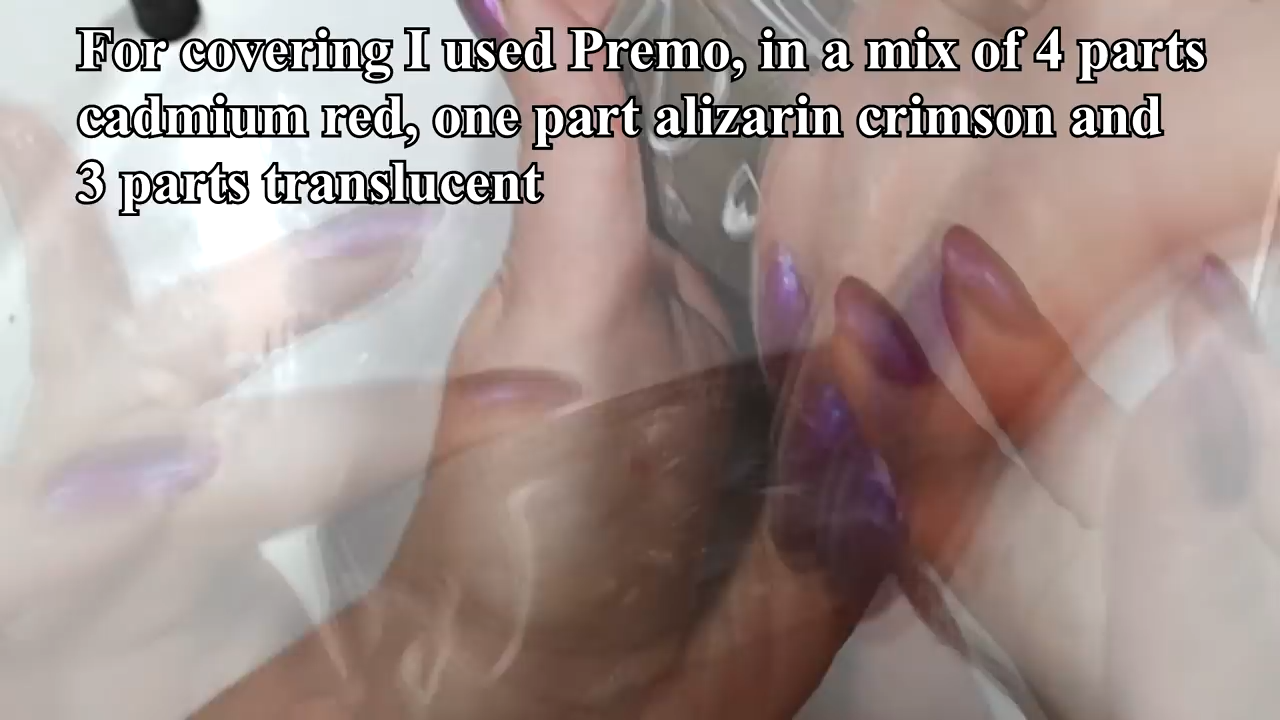 For covering I used Premo, in a mix of 4 parts
cadmium red, one part alizarin crimson and
3 parts translucent